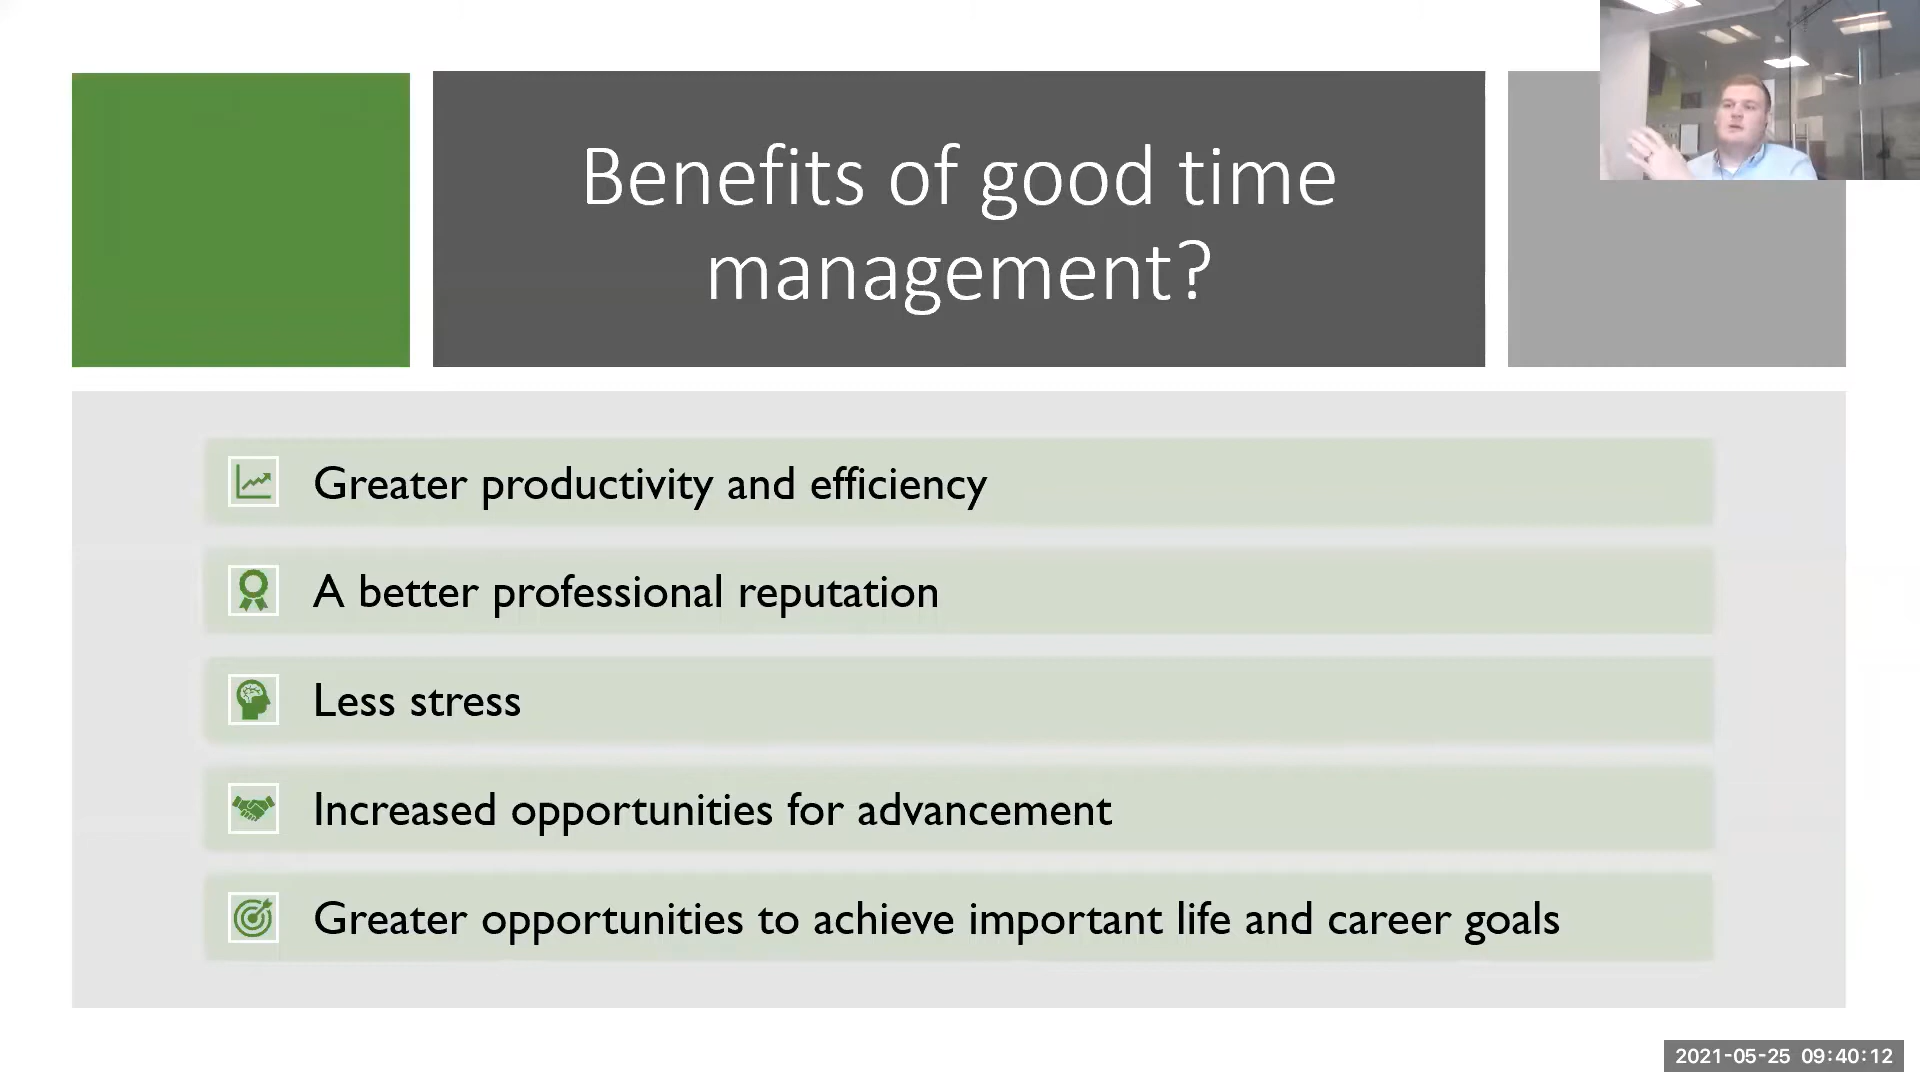 Benefits of good time
management?
Greater productivity and efficiency
A better professional reputation
Less stress
Increased opportunities for advancement
Greater opportunities to achieve important life and career goals
2021-05-25 09:40:12